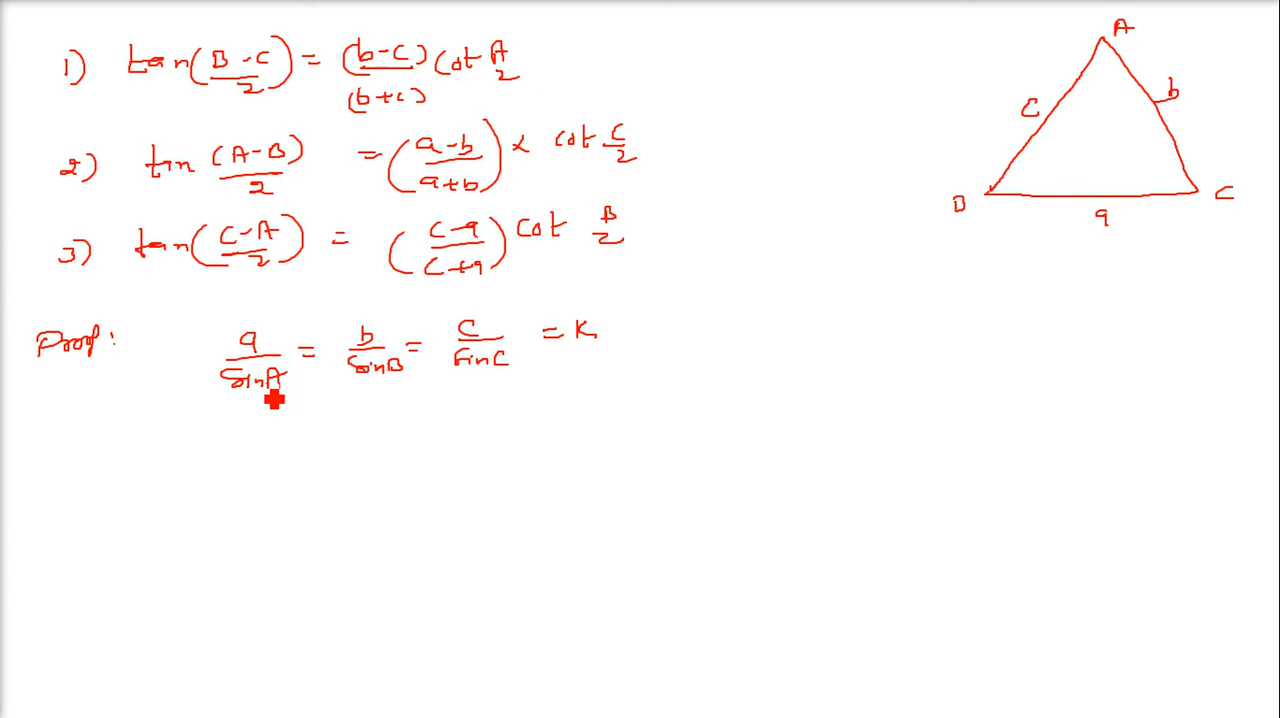 1) tan(B-C/2) = (b-c)/(b+c) cot A/2
2) tan (A-B)/2 = (a-b/a+b) × cot C/2
3) tan(C-A/2) = (c-a/c+a) cot B/2
Proof: a/sinA = b/sinB = c/sinC = K
A
b
C
B
C
a